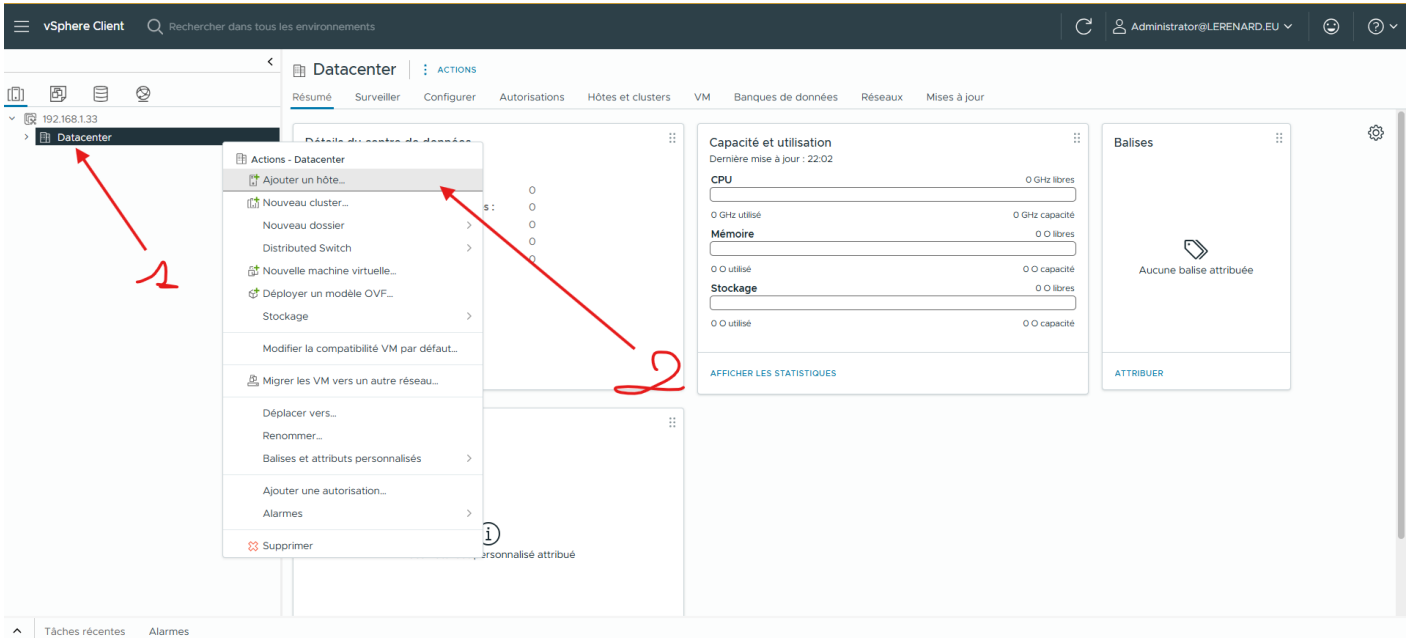 vSphere Client
Rechercher dans tous les environnements
Administrator@LERENARD.EU
Datacenter
ACTIONS
Résumé
Surveiller
Configurer
Autorisations
Hôtes et clusters
VM
Banques de données
Réseaux
Mises à jour
192.168.1.33
Datacenter
1
Détails du centre de données
0
s :
0
0
0
0
Actions - Datacenter
Ajouter un hôte...
Nouveau cluster...
Nouveau dossier
Distributed Switch
Nouvelle machine virtuelle...
Déployer un modèle OVF...
Stockage
Modifier la compatibilité VM par défaut...
Migrer les VM vers un autre réseau...
Déplacer vers...
Renommer...
Balises et attributs personnalisés
Ajouter une autorisation...
Alarmes
Supprimer
2
Capacité et utilisation
Dernière mise à jour : 22:02
CPU
0 GHz libres
0 GHz utilisé
0 GHz capacité
Mémoire
0 O libres
0 O utilisé
0 O capacité
Stockage
0 O libres
0 O utilisé
0 O capacité
AFFICHER LES STATISTIQUES
Balises
Aucune balise attribuée
ATTRIBUER
personnalisé attribué
Tâches récentes
Alarmes